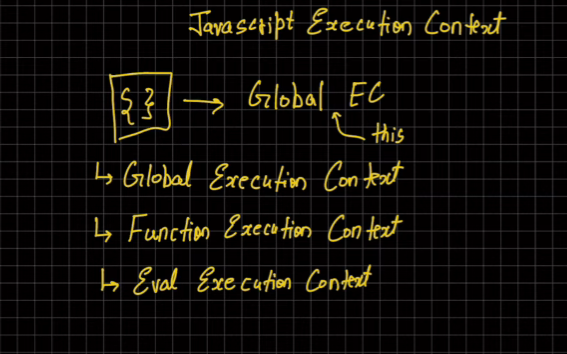 Javascript Execution Context
{} → Global EC
this
↳ Global Execution Context
↳ Function Execution Context
↳ Eval Execution Context